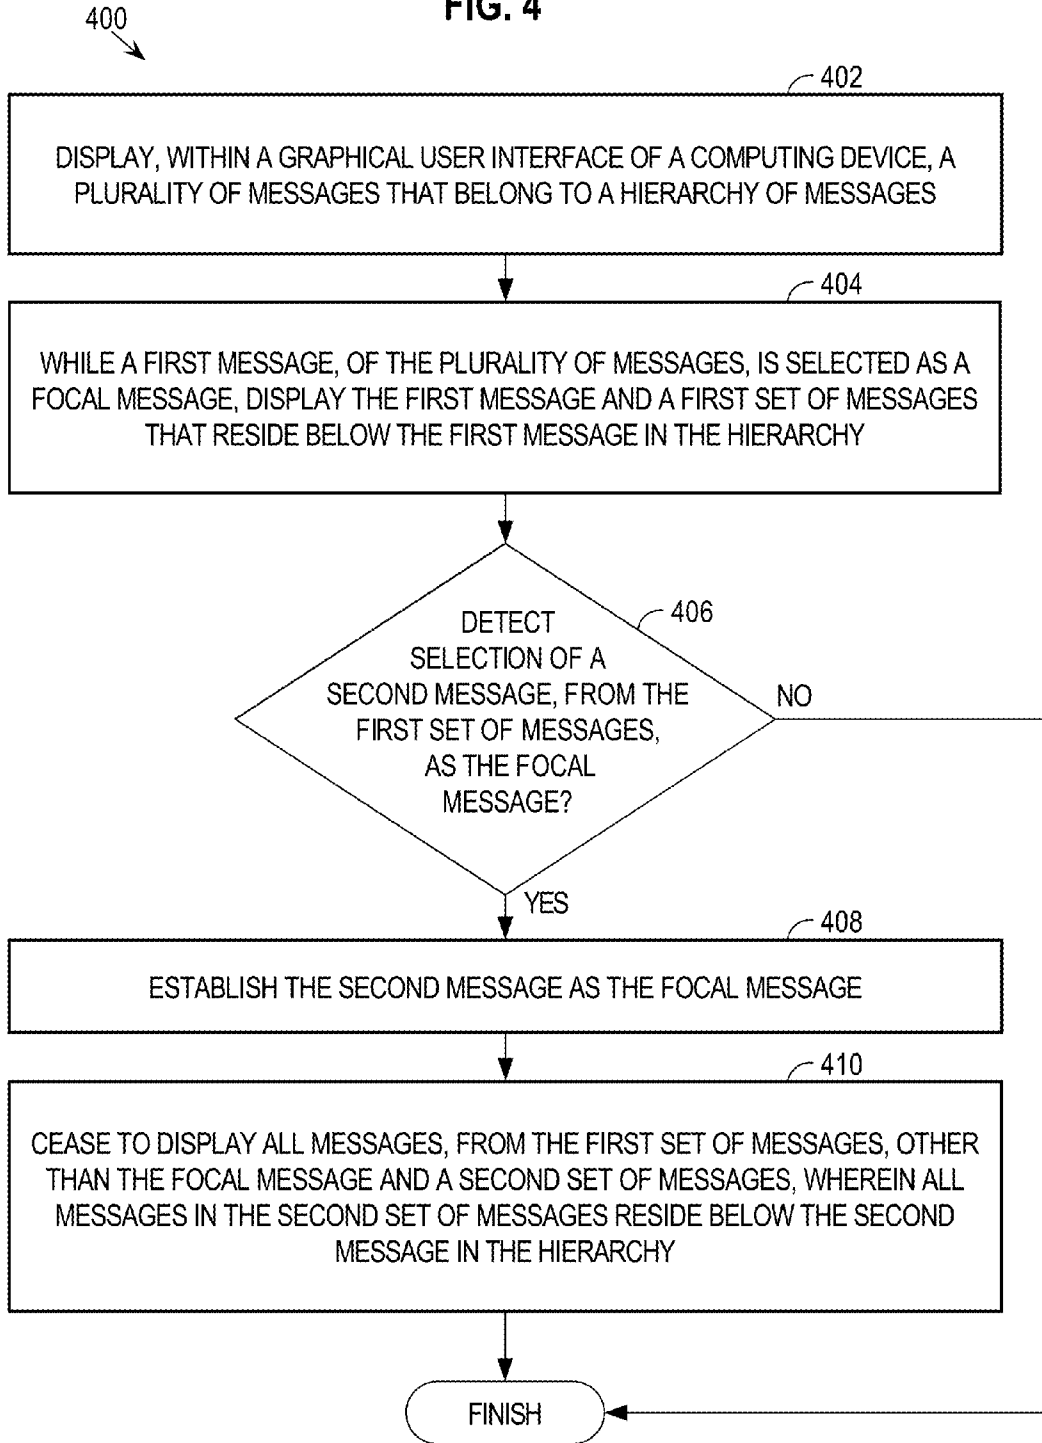 FIG. 4
400
402
DISPLAY, WITHIN A GRAPHICAL USER INTERFACE OF A COMPUTING DEVICE, A
PLURALITY OF MESSAGES THAT BELONG TO A HIERARCHY OF MESSAGES
404
WHILE A FIRST MESSAGE, OF THE PLURALITY OF MESSAGES, IS SELECTED AS A
FOCAL MESSAGE, DISPLAY THE FIRST MESSAGE AND A FIRST SET OF MESSAGES
THAT RESIDE BELOW THE FIRST MESSAGE IN THE HIERARCHY
406
DETECT
SELECTION OF A
SECOND MESSAGE, FROM THE
FIRST SET OF MESSAGES,
AS THE FOCAL
MESSAGE?
NO
YES
408
ESTABLISH THE SECOND MESSAGE AS THE FOCAL MESSAGE
410
CEASE TO DISPLAY ALL MESSAGES, FROM THE FIRST SET OF MESSAGES, OTHER
THAN THE FOCAL MESSAGE AND A SECOND SET OF MESSAGES, WHEREIN ALL
MESSAGES IN THE SECOND SET OF MESSAGES RESIDE BELOW THE SECOND
MESSAGE IN THE HIERARCHY
FINISH